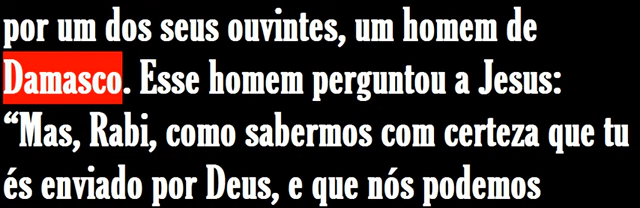 por um dos seus ouvintes, um homem de
Damasco. Esse homem perguntou a Jesus:
“Mas, Rabi, como sabermos com certeza que tu
és enviado por Deus, e que nós podemos